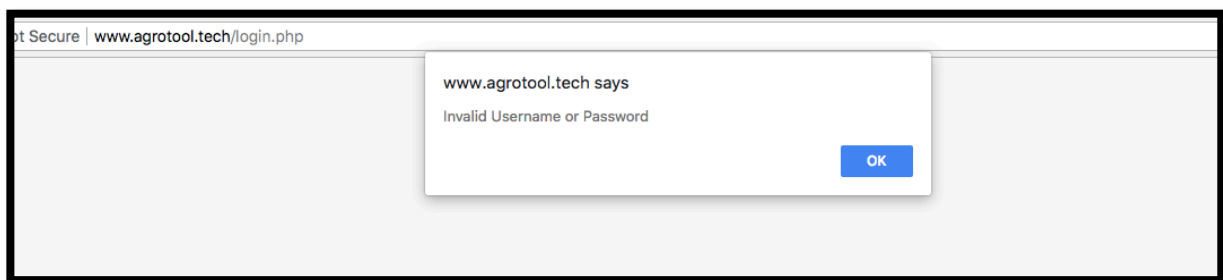 ot Secure | www.agrotool.tech/login.php
www.agrotool.tech says
Invalid Username or Password
OK